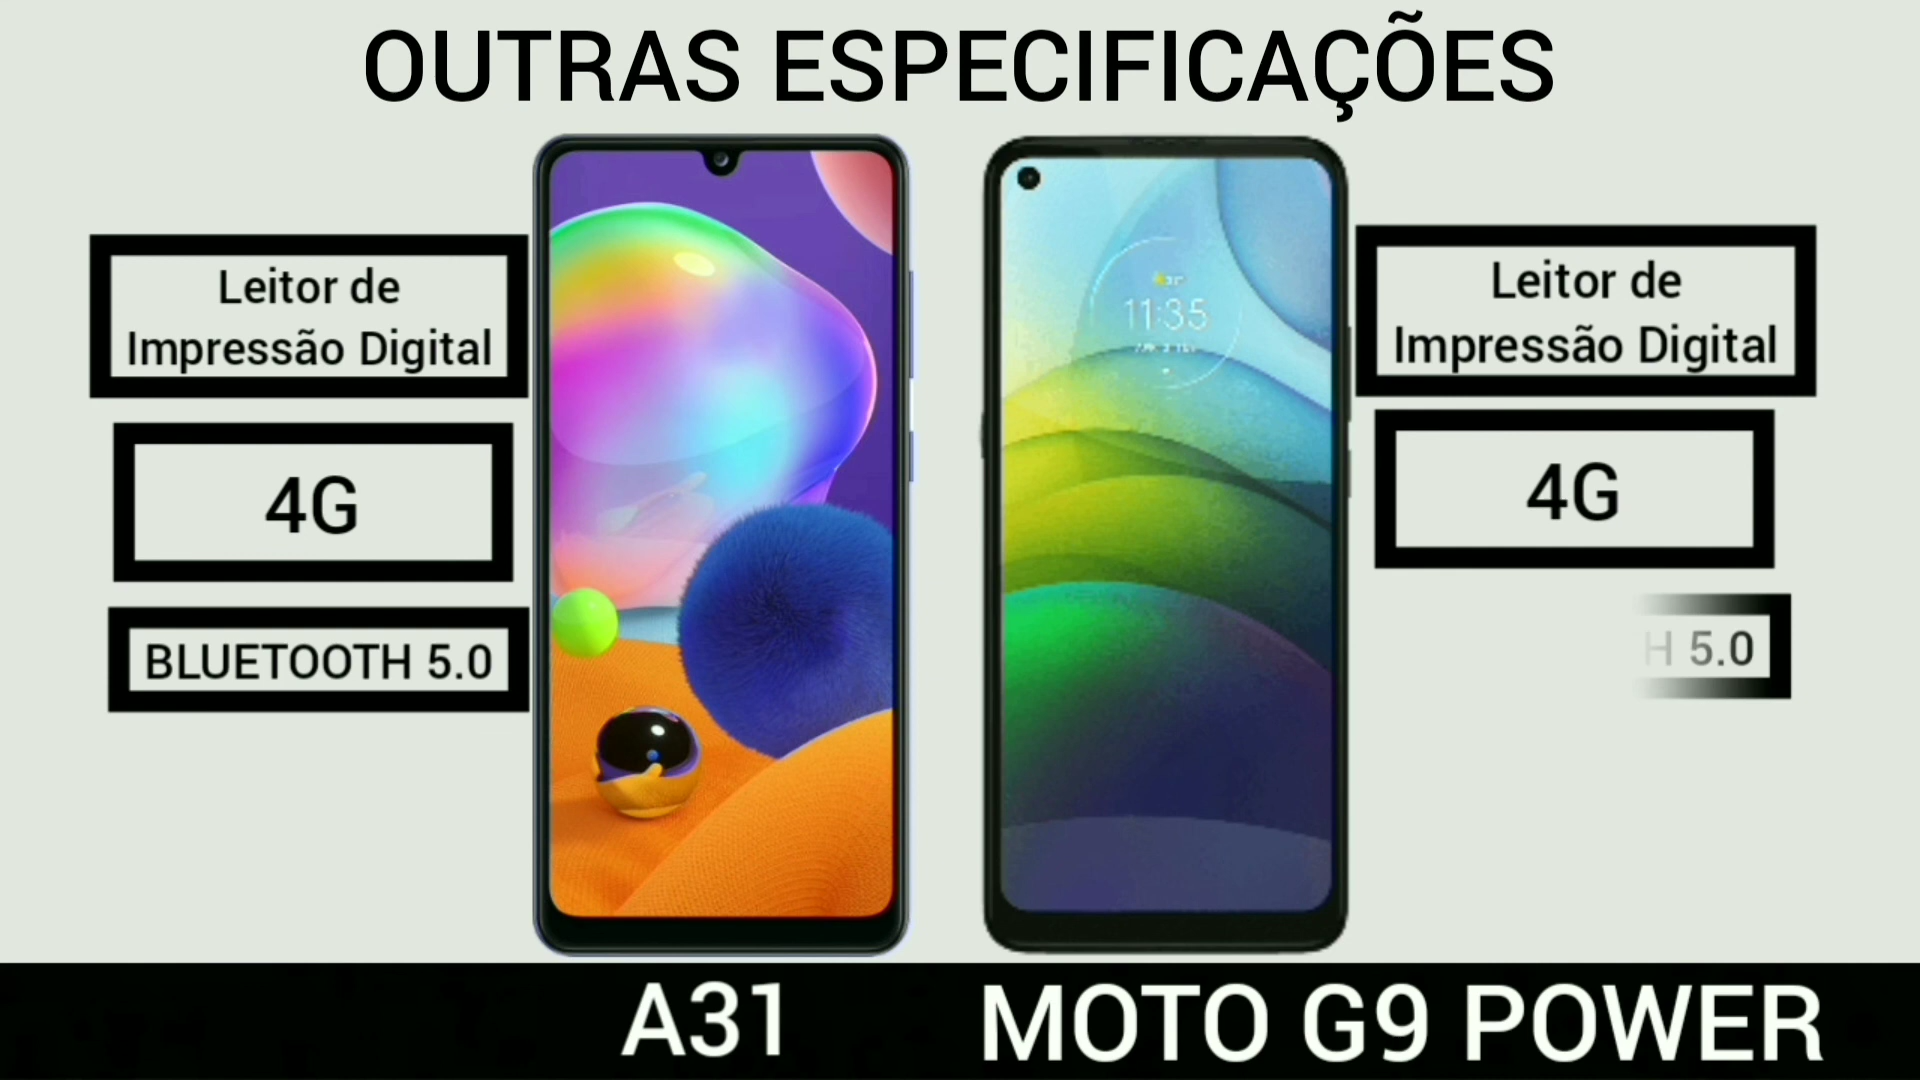 OUTRAS ESPECIFICAÇÕES
Leitor de
Impressão Digital
4G
BLUETOOTH 5.0
11:35
Leitor de
Impressão Digital
4G
H 5.0
A31
MOTO G9 POWER